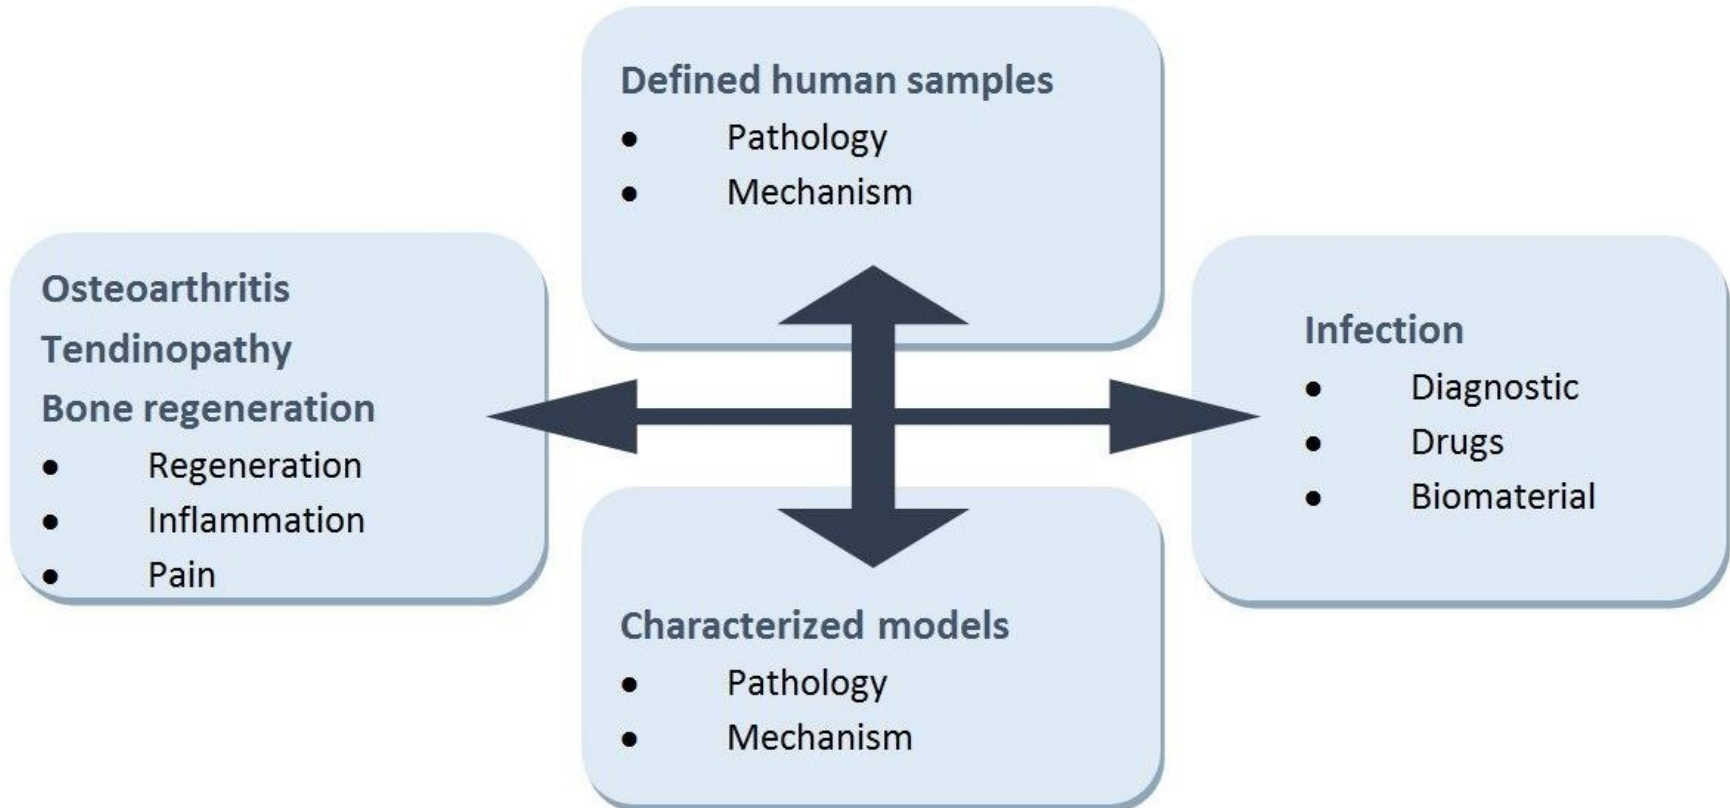 Defined human samples
• Pathology
• Mechanism
Osteoarthritis
Tendinopathy
Bone regeneration
• Regeneration
• Inflammation
• Pain
Infection
• Diagnostic
• Drugs
• Biomaterial
Characterized models
• Pathology
• Mechanism